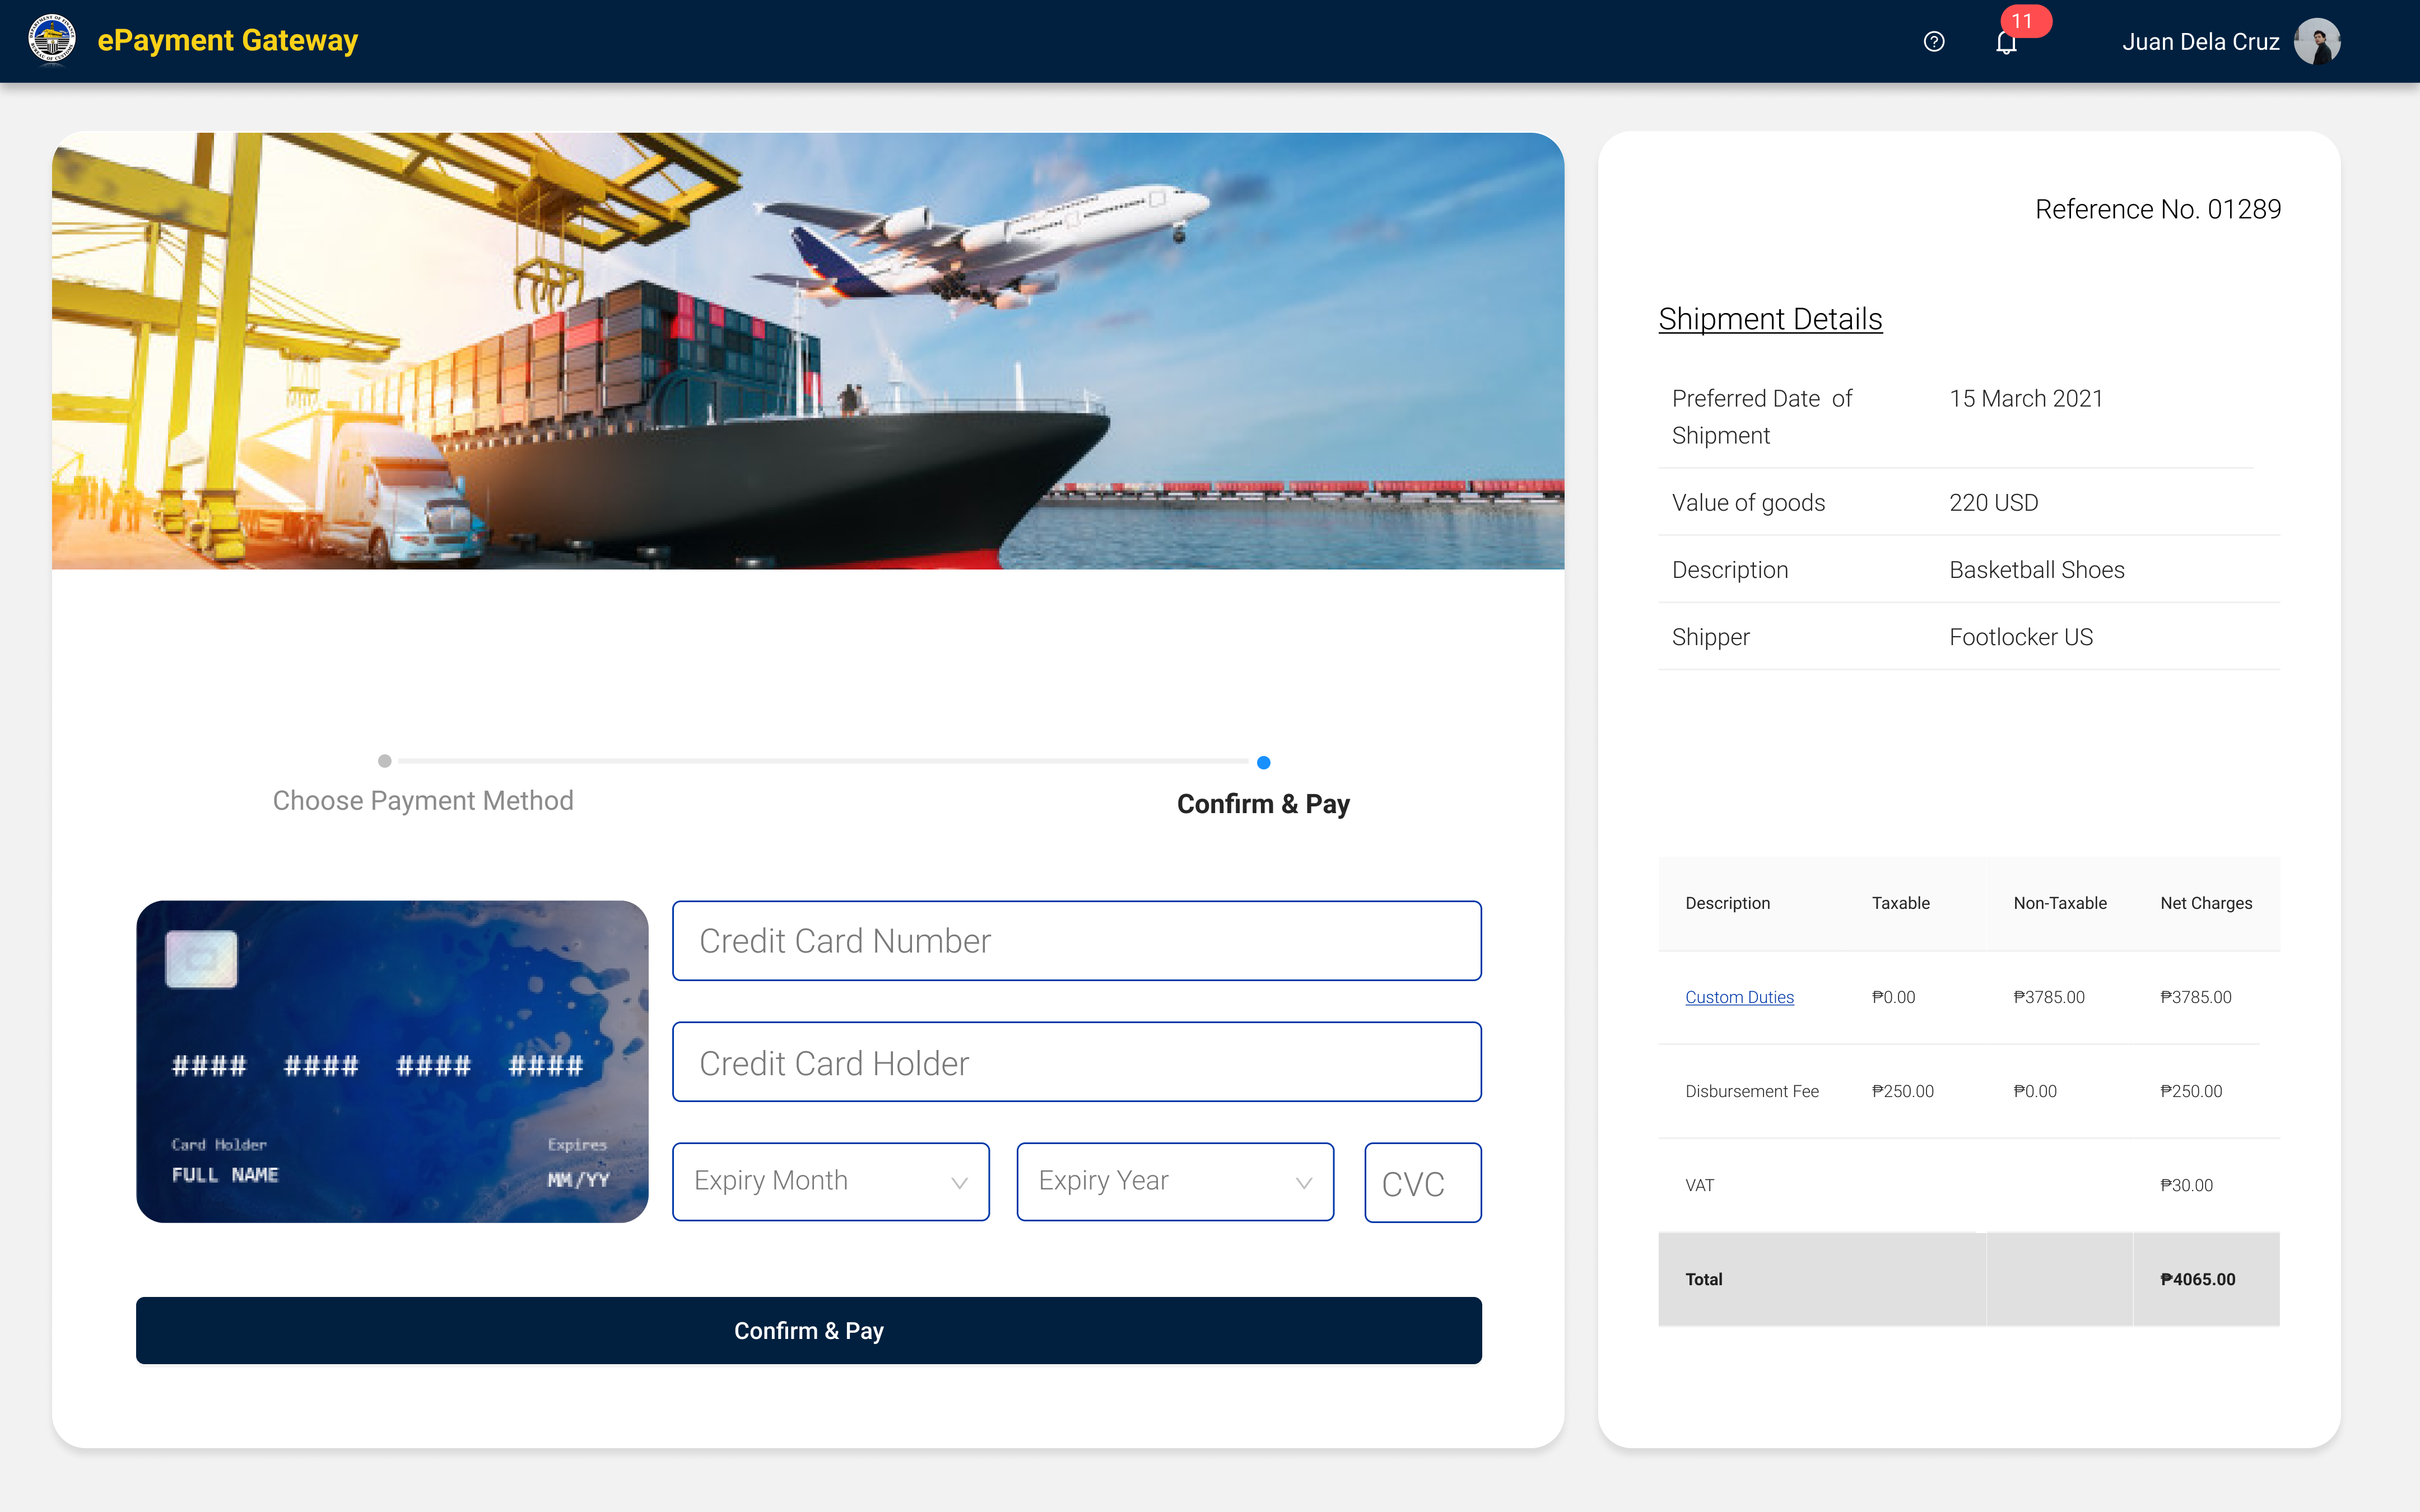 ePayment Gateway
11
Juan Dela Cruz
Reference No. 01289
Shipment Details
Preferred Date of
Shipment
15 March 2021
Value of goods 220 USD
Description Basketball Shoes
Shipper Footlocker US
Choose Payment Method
Confirm & Pay
#### #### #### ####
Card Holder
FULL NAME
Expires
MM/YY
Credit Card Number
Credit Card Holder
Expiry Month
Expiry Year
CVC
Confirm & Pay
Description Taxable Non-Taxable Net Charges
Custom Duties ₱0.00 ₱3785.00 ₱3785.00
Disbursement Fee ₱250.00 ₱0.00 ₱250.00
VAT ₱30.00
Total ₱4065.00